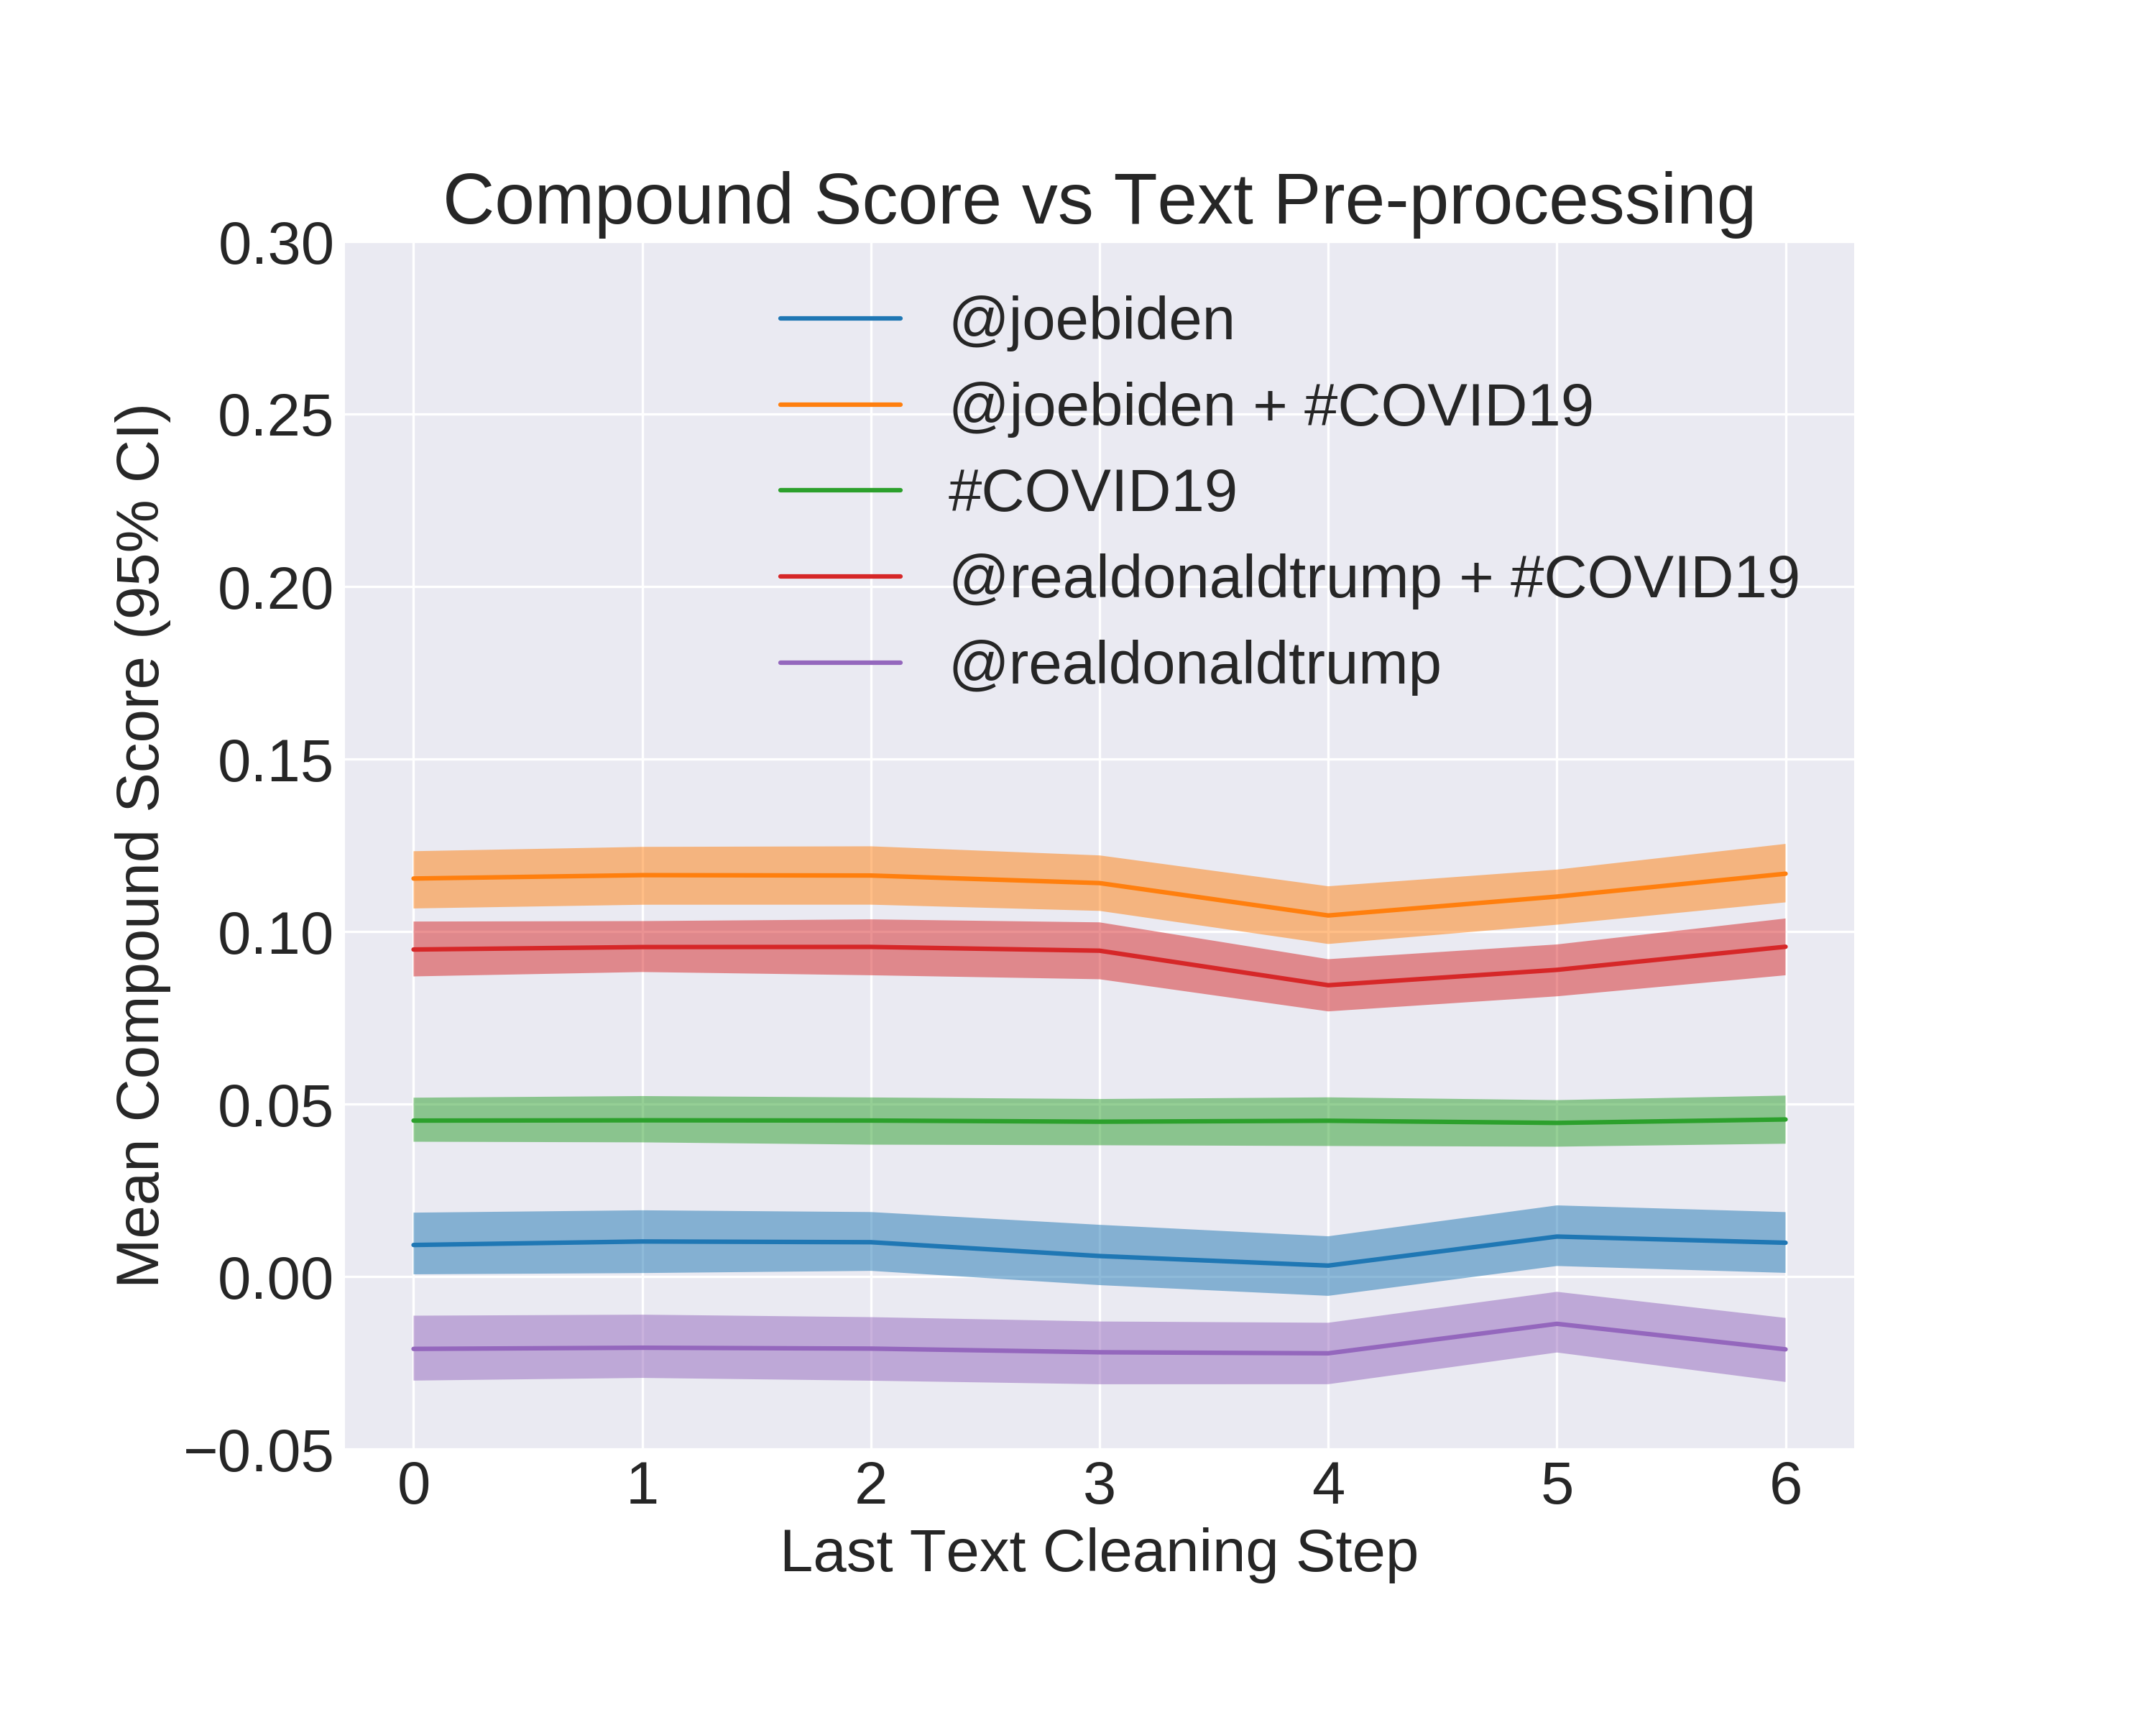 Compound Score vs Text Pre-processing
0.30
0.25
0.20
0.15
0.10
0.05
0.00
−0.05
Mean Compound Score (95% CI)
@joebiden
@joebiden + #COVID19
#COVID19
@realdonaldtrump + #COVID19
@realdonaldtrump
0 1 2 3 4 5 6
Last Text Cleaning Step